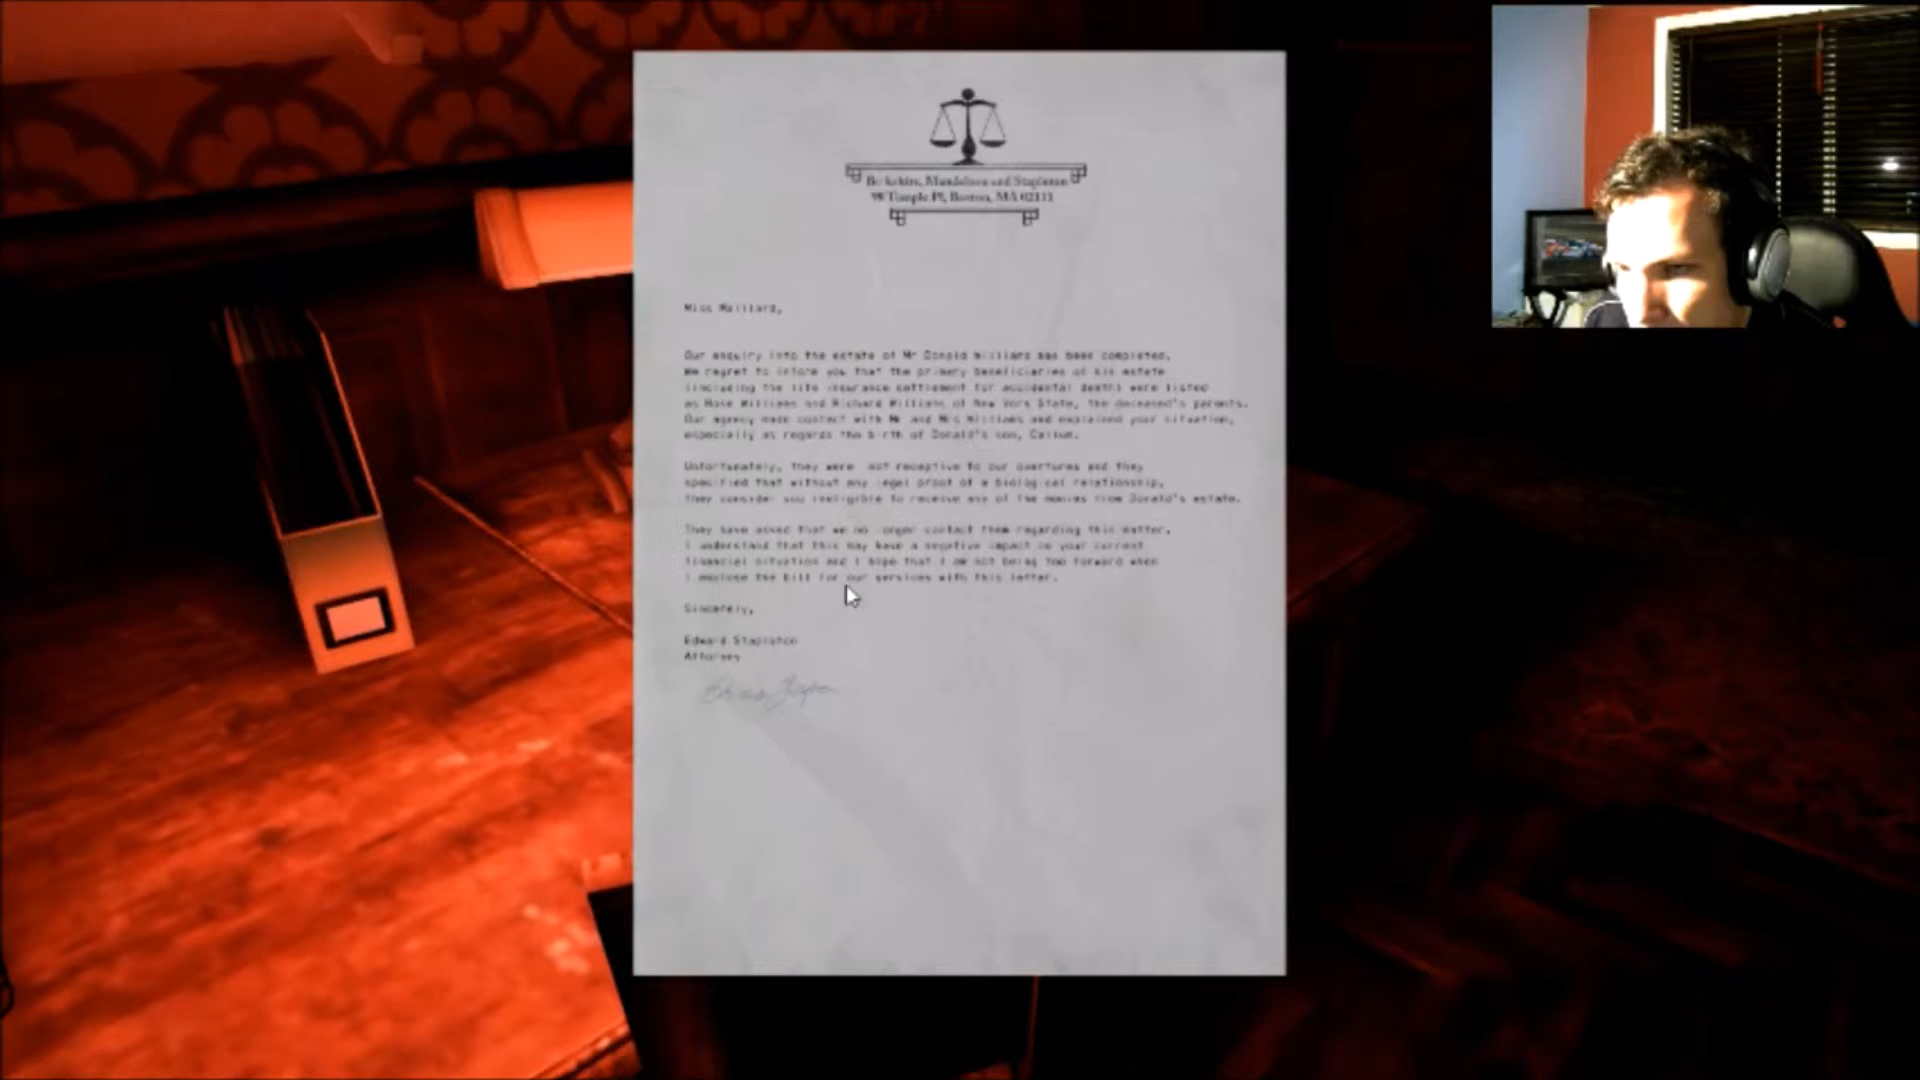 Berkshire, Mandelson and Stapleton
99 Temple Pl, Boston, MA 02111
Miss Maillard,
Our enquiry into the estate of Mr Donald Williams has been completed.
We regret to inform you that the primary beneficiaries of his estate
(including the life insurance settlement for accidental death) were listed
as Rose Williams and Richard Williams of New York State, the deceased's parents.
Our agency made contact with Mr and Mrs Williams and explained your situation,
especially as regards the birth of Donald's son, Callum.
Unfortunately, they were not receptive to our overtures and they
specified that without any legal proof of a biological relationship,
they consider you ineligible to receive any of the monies from Donald's estate.
They have asked that we no longer contact them regarding this matter.
I understand that this may have a negative impact on your current
financial situation and I hope that I am not being too forward when
I enclose the bill for our services with this letter.
Sincerely,
Edward Stapleton
Attorney